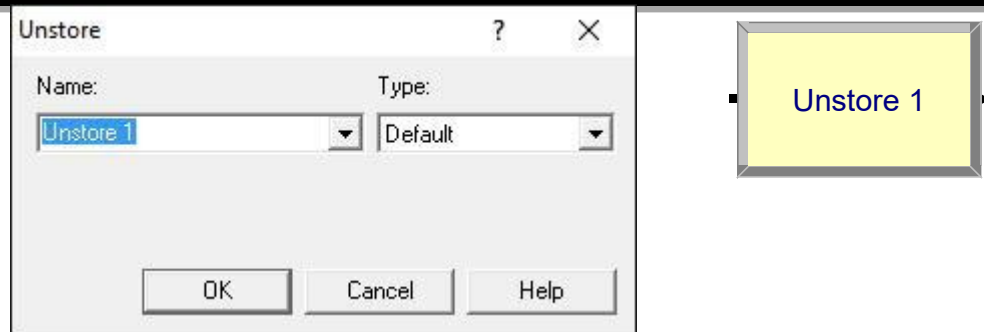 Unstore ?
Name: Type:
Unstore 1 Default
OK Cancel Help
Unstore 1